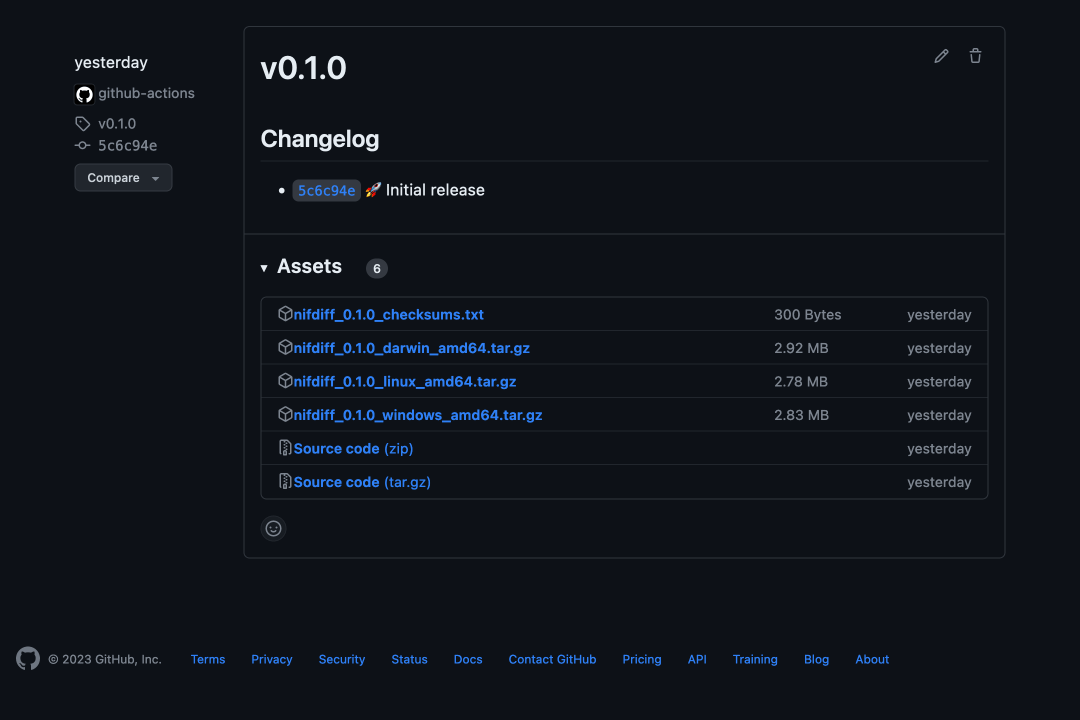 yesterday
github-actions
v0.1.0
5c6c94e
Compare
v0.1.0
Changelog
• 5c6c94e 🚀 Initial release
Assets 6
nifdiff_0.1.0_checksums.txt 300 Bytes yesterday
nifdiff_0.1.0_darwin_amd64.tar.gz 2.92 MB yesterday
nifdiff_0.1.0_linux_amd64.tar.gz 2.78 MB yesterday
nifdiff_0.1.0_windows_amd64.tar.gz 2.83 MB yesterday
Source code (zip) yesterday
Source code (tar.gz) yesterday
© 2023 GitHub, Inc. Terms Privacy Security Status Docs Contact GitHub Pricing API Training Blog About